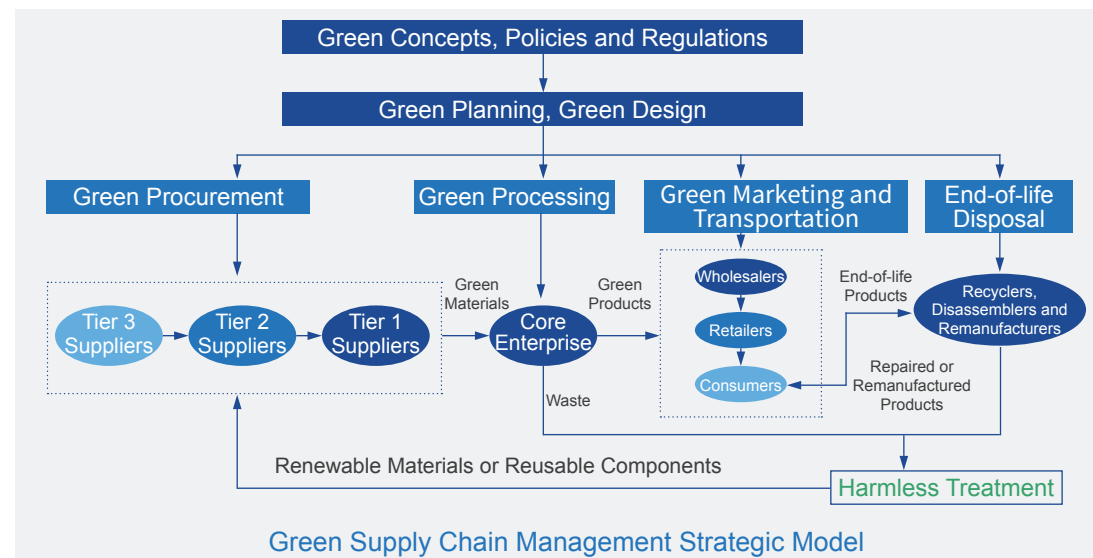 Green Concepts, Policies and Regulations
Green Planning, Green Design
Green Procurement
Green Processing
Green Marketing and
Transportation
End-of-life
Disposal
Tier 3
Suppliers
Tier 2
Suppliers
Tier 1
Suppliers
Green
Materials
Core
Enterprise
Green
Products
Wholesalers
Retailers
Consumers
End-of-life
Products
Recyclers,
Disassemblers and
Remanufacturers
Repaired or
Remanufactured
Products
Waste
Renewable Materials or Reusable Components
Harmless Treatment
Green Supply Chain Management Strategic Model